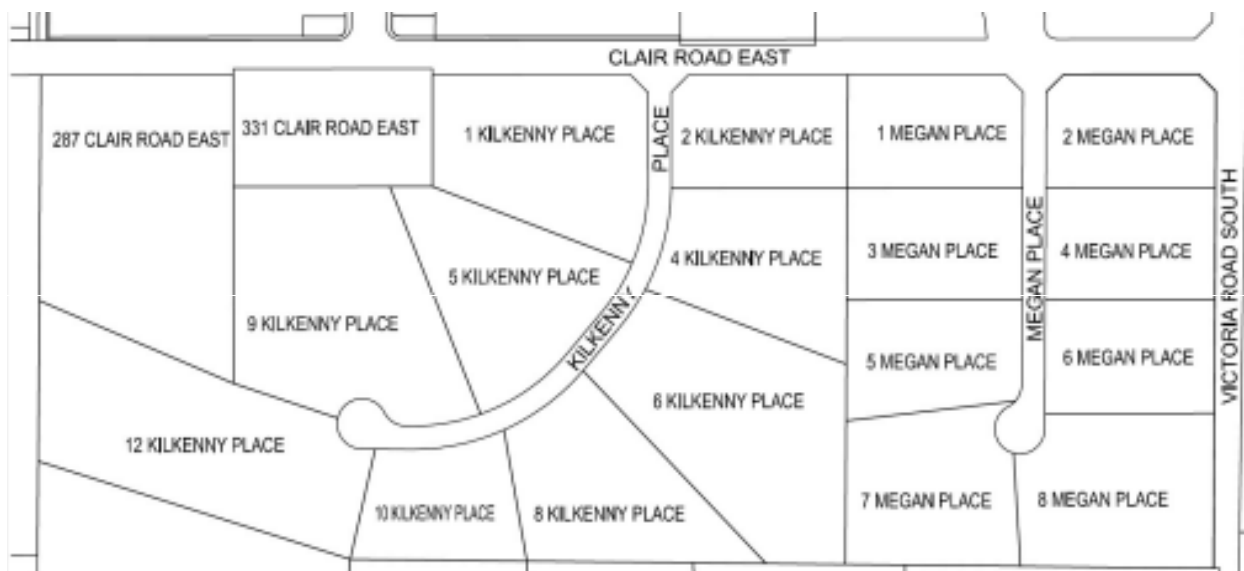 CLAIR ROAD EAST
287 CLAIR ROAD EAST
331 CLAIR ROAD EAST
1 KILKENNY PLACE
PLACE
2 KILKENNY PLACE
1 MEGAN PLACE
2 MEGAN PLACE
5 KILKENNY PLACE
4 KILKENNY PLACE
3 MEGAN PLACE
MEGAN PLACE
4 MEGAN PLACE
VICTORIA ROAD SOUTH
9 KILKENNY PLACE
KILKENNY
5 MEGAN PLACE
6 MEGAN PLACE
6 KILKENNY PLACE
12 KILKENNY PLACE
10 KILKENNY PLACE
8 KILKENNY PLACE
7 MEGAN PLACE
8 MEGAN PLACE